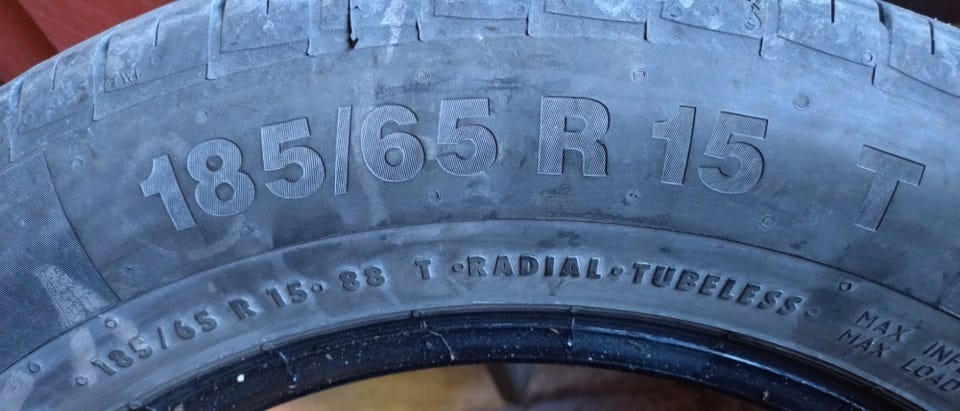 185/65 R 15 T
185/65 R 15 · 88 T · RADIAL · TUBELESS ·
MAX
MAX LOAD